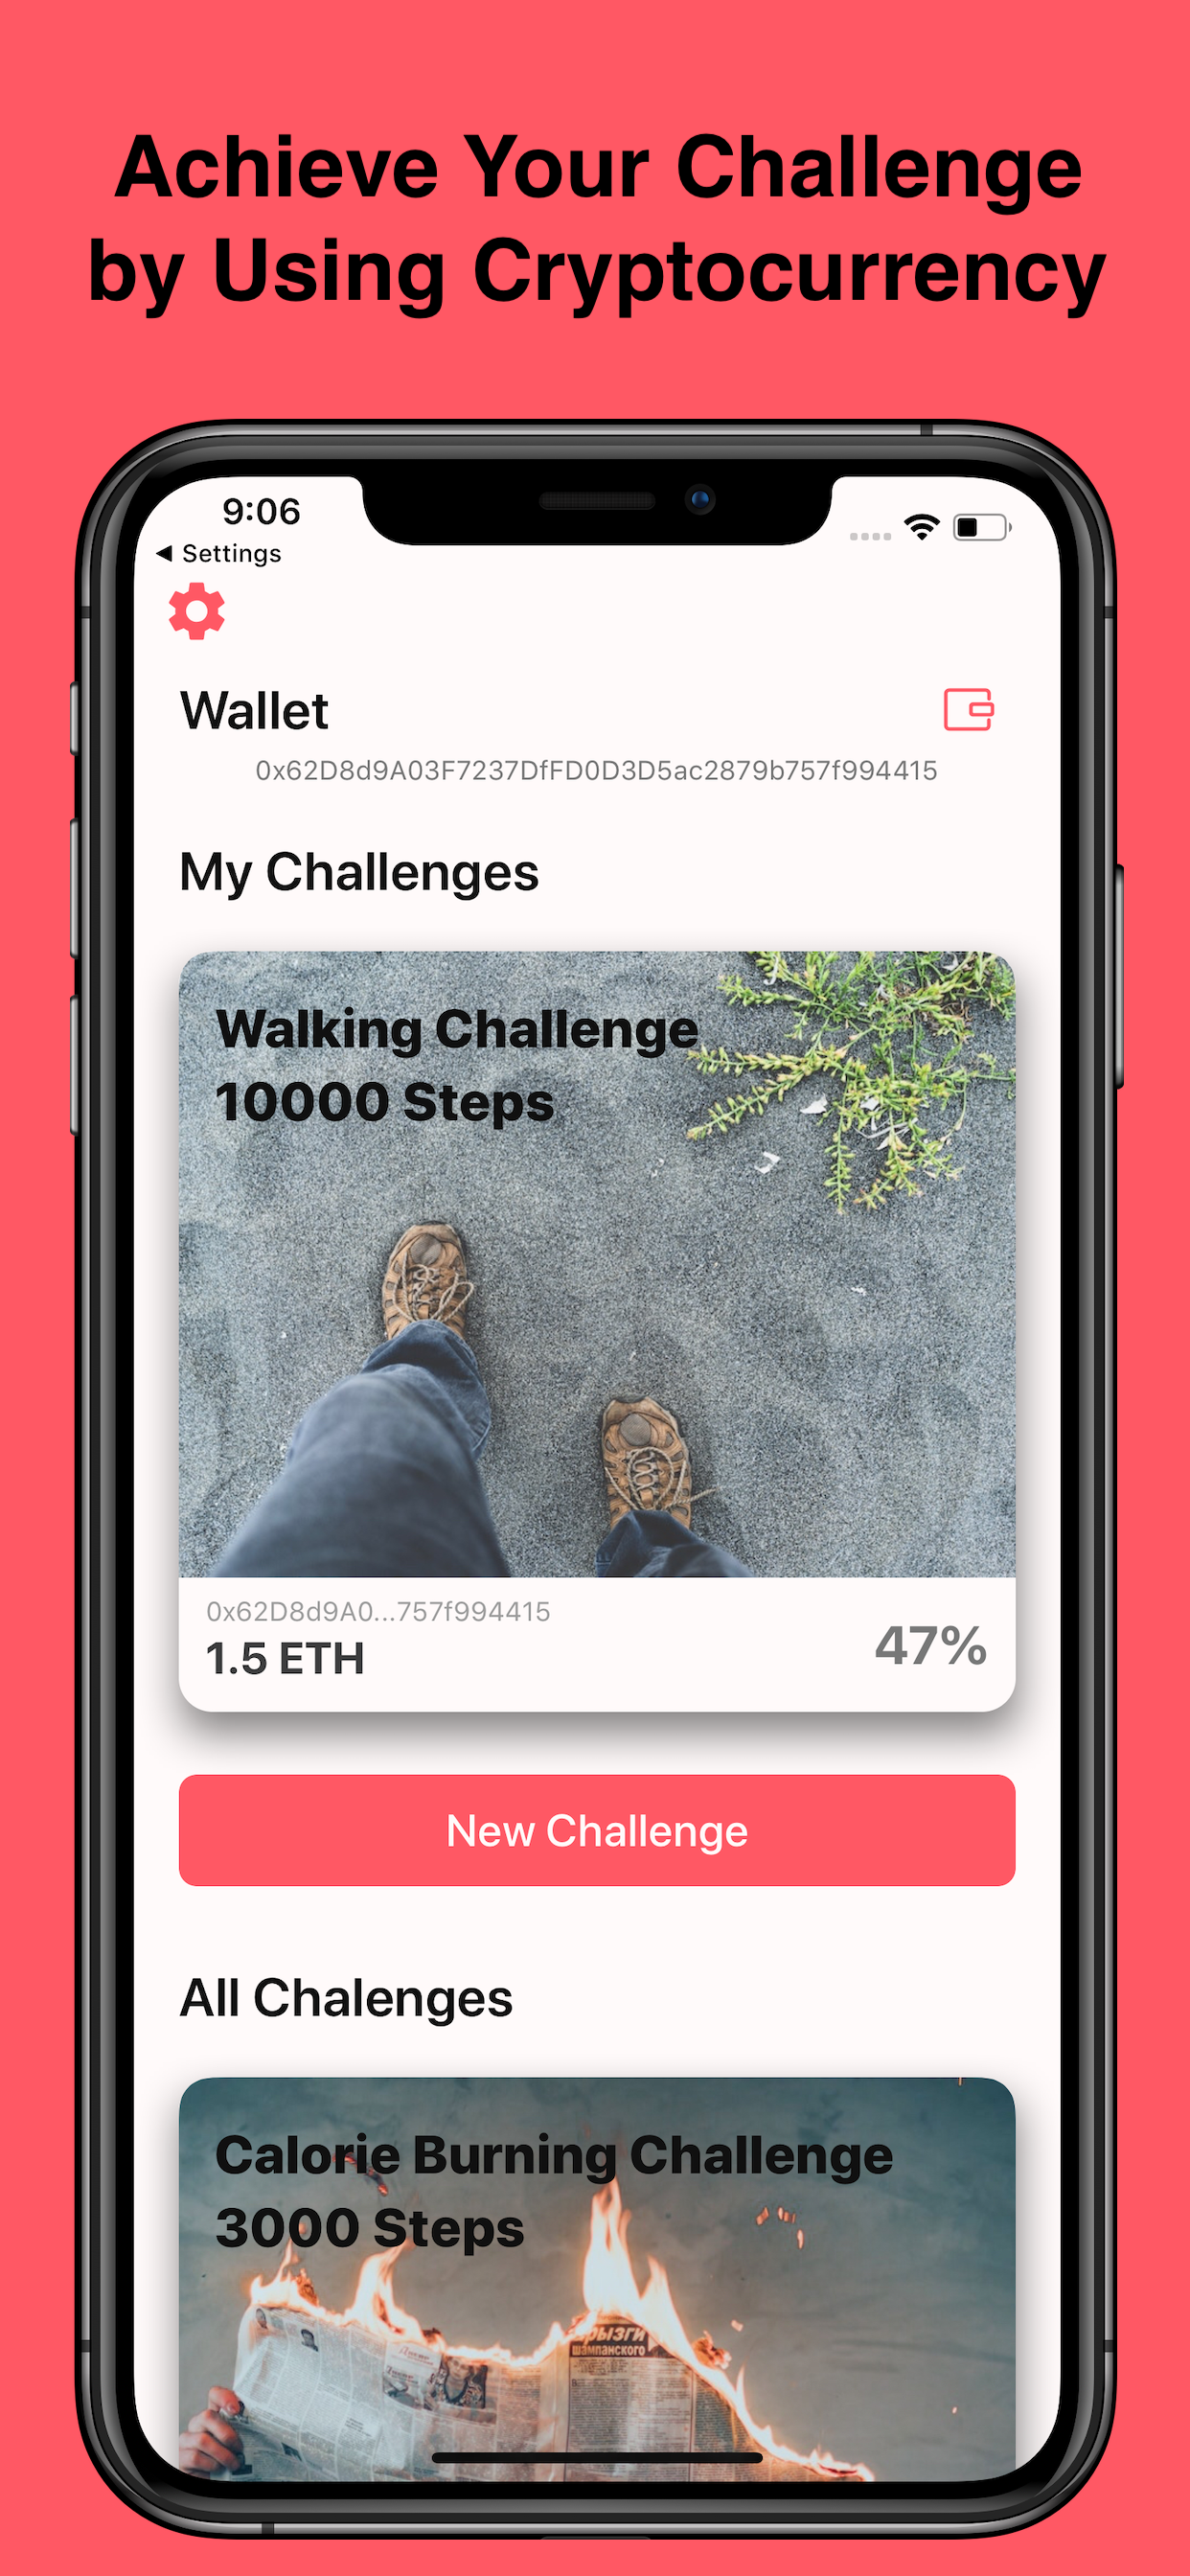 Achieve Your Challenge
by Using Cryptocurrency
9:06
◀ Settings
Wallet
0x62D8d9A03F7237DfFD0D3D5ac2879b757f994415
My Challenges
Walking Challenge
10000 Steps
0x62D8d9A0...757f994415
1.5 ETH
47%
New Challenge
All Chalenges
Calorie Burning Challenge
3000 Steps
шампанского